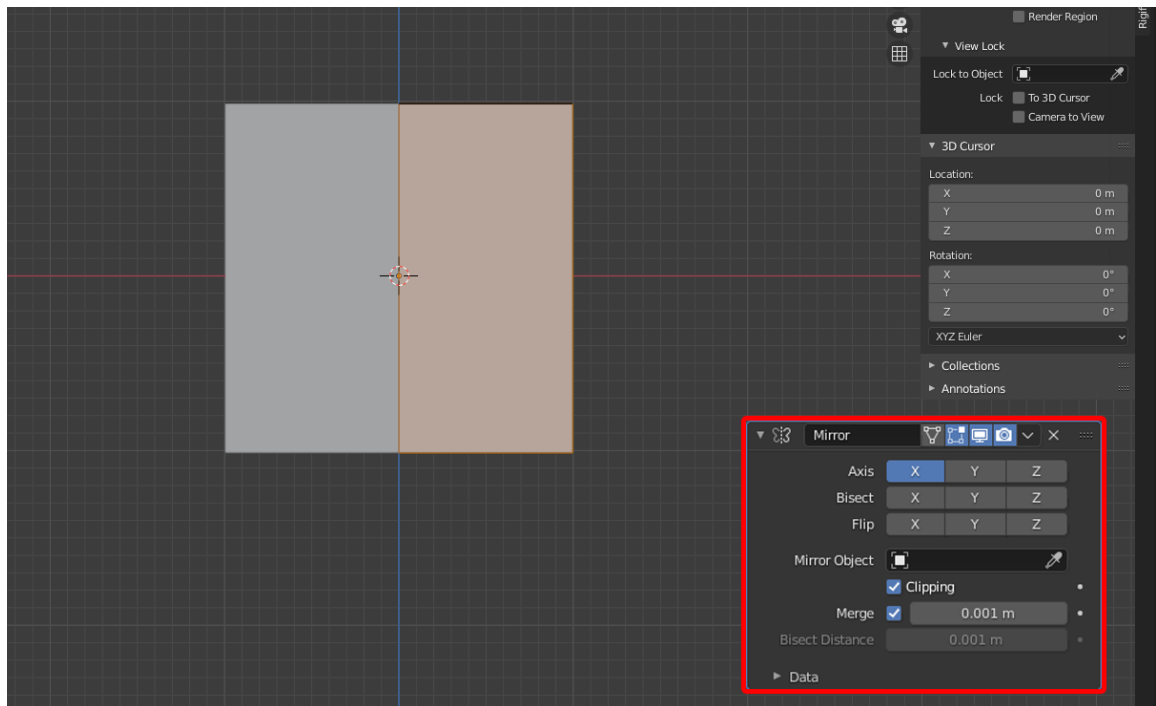 Render Region
View Lock
Lock to Object
Lock To 3D Cursor
Camera to View
3D Cursor
Location:
X 0 m
Y 0 m
Z 0 m
Rotation:
X 0°
Y 0°
Z 0°
XYZ Euler
Collections
Annotations
Mirror
Axis X Y Z
Bisect X Y Z
Flip X Y Z
Mirror Object
Clipping
Merge 0.001 m
Bisect Distance 0.001 m
Data